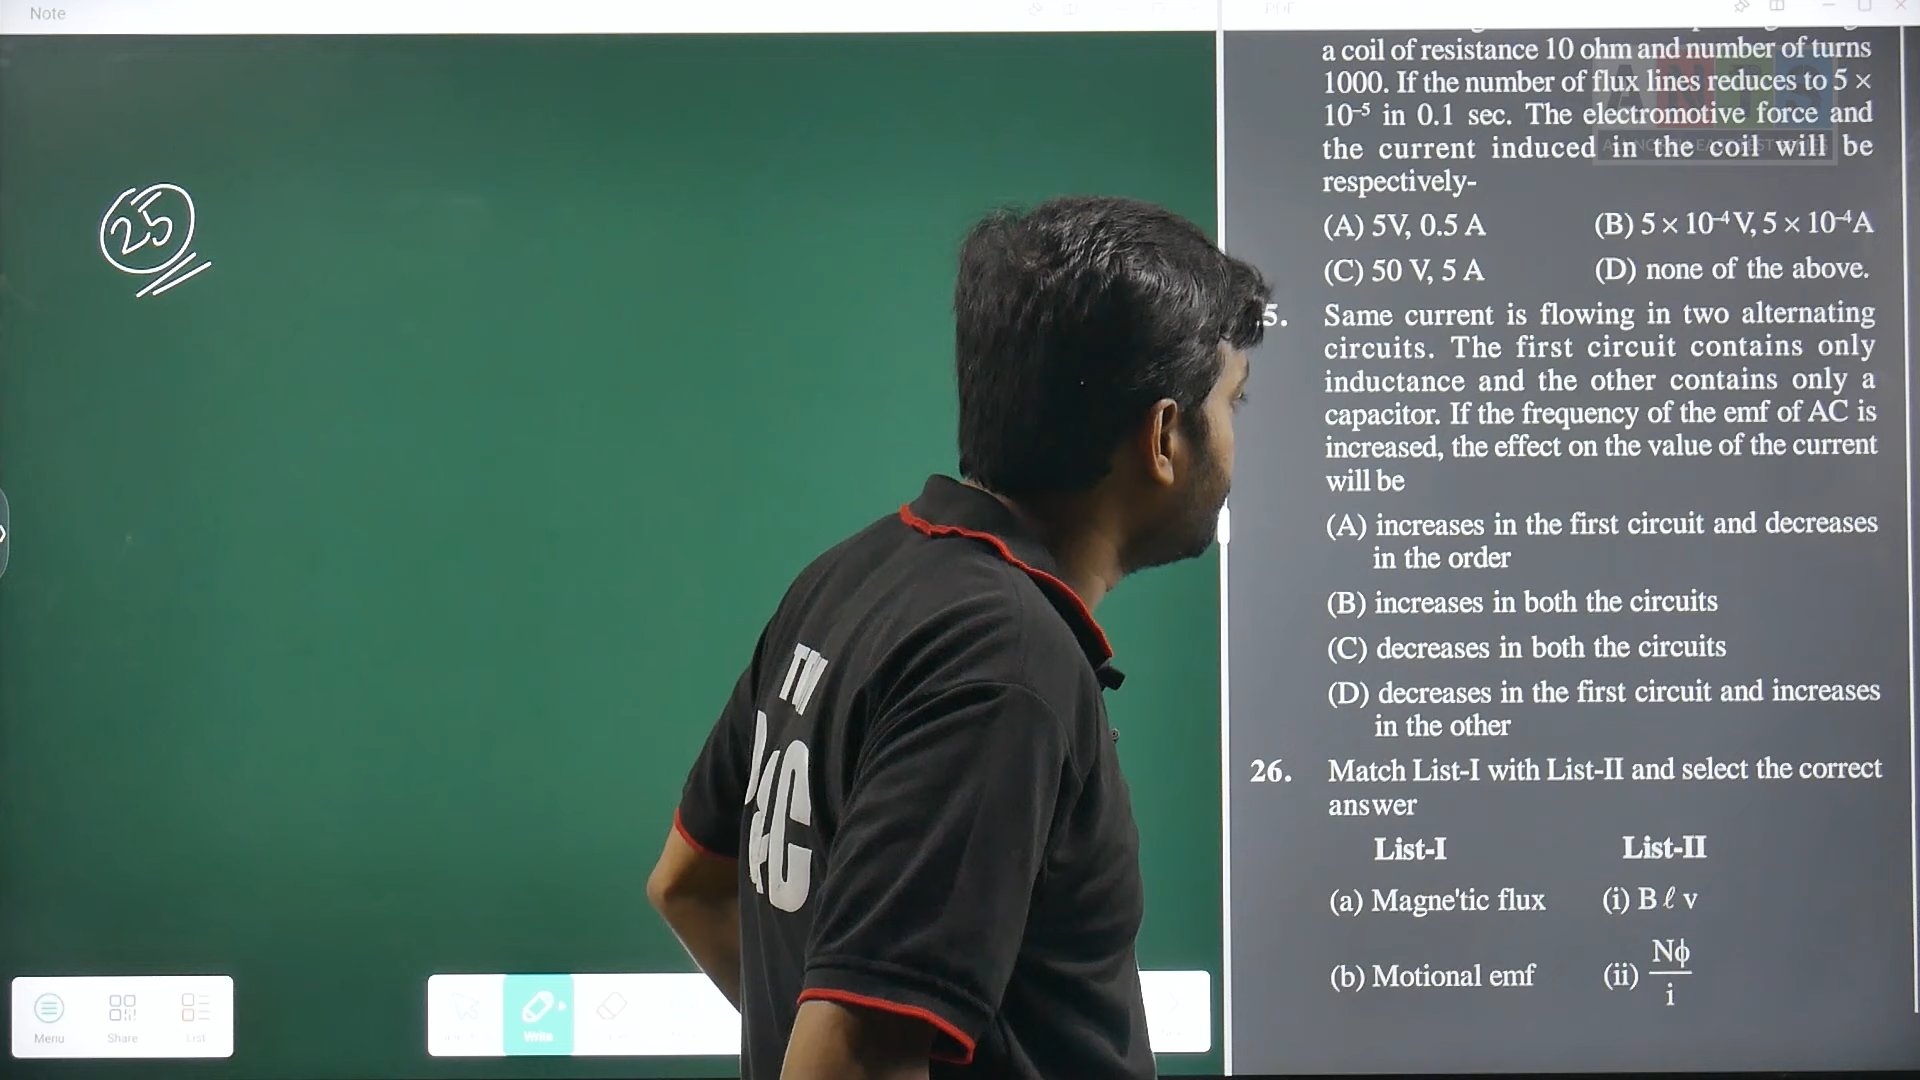 Note
PDF
25
a coil of resistance 10 ohm and number of turns
1000. If the number of flux lines reduces to 5 ×
10⁻⁵ in 0.1 sec. The electromotive force and
the current induced in the coil will be
respectively-
(A) 5V, 0.5 A (B) 5 × 10⁻⁴ V, 5 × 10⁻⁴ A
(C) 50 V, 5 A (D) none of the above.
5. Same current is flowing in two alternating
circuits. The first circuit contains only
inductance and the other contains only a
capacitor. If the frequency of the emf of AC is
increased, the effect on the value of the current
will be
(A) increases in the first circuit and decreases
in the order
(B) increases in both the circuits
(C) decreases in both the circuits
(D) decreases in the first circuit and increases
in the other
26. Match List-I with List-II and select the correct
answer
List-I List-II
(a) Magne'tic flux (i) B ℓ v
(b) Motional emf (ii) Nϕ / i
Menu Share List
Write